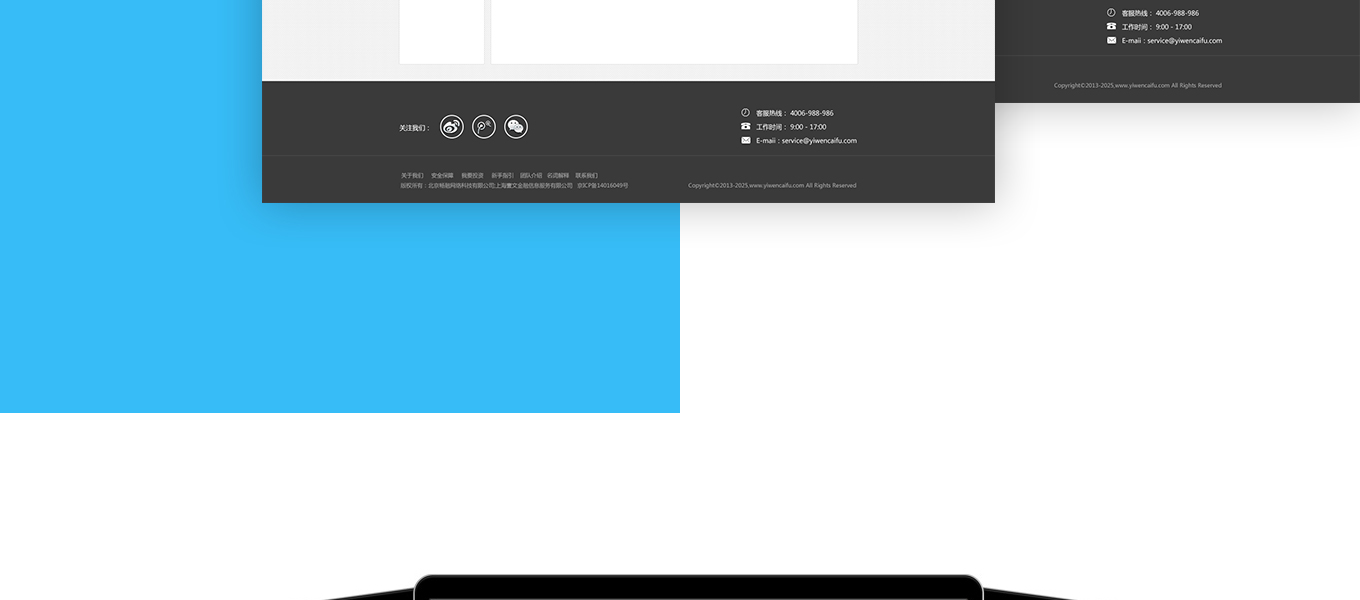 客服热线： 4006-988-986
工作时间： 9:00 - 17:00
E-maii：service@yiwencaifu.com
Copyright©2013-2025,www.yiwencaifu.com All Rights Reserved
关注我们：
客服热线： 4006-988-986
工作时间： 9:00 - 17:00
E-maii：service@yiwencaifu.com
关于我们 安全保障 我要投资 新手指引 团队介绍 名词解释 联系我们
版权所有：北京畅融网络科技有限公司;上海壹文金融信息服务有限公司 京ICP备14016049号
Copyright©2013-2025,www.yiwencaifu.com All Rights Reserved